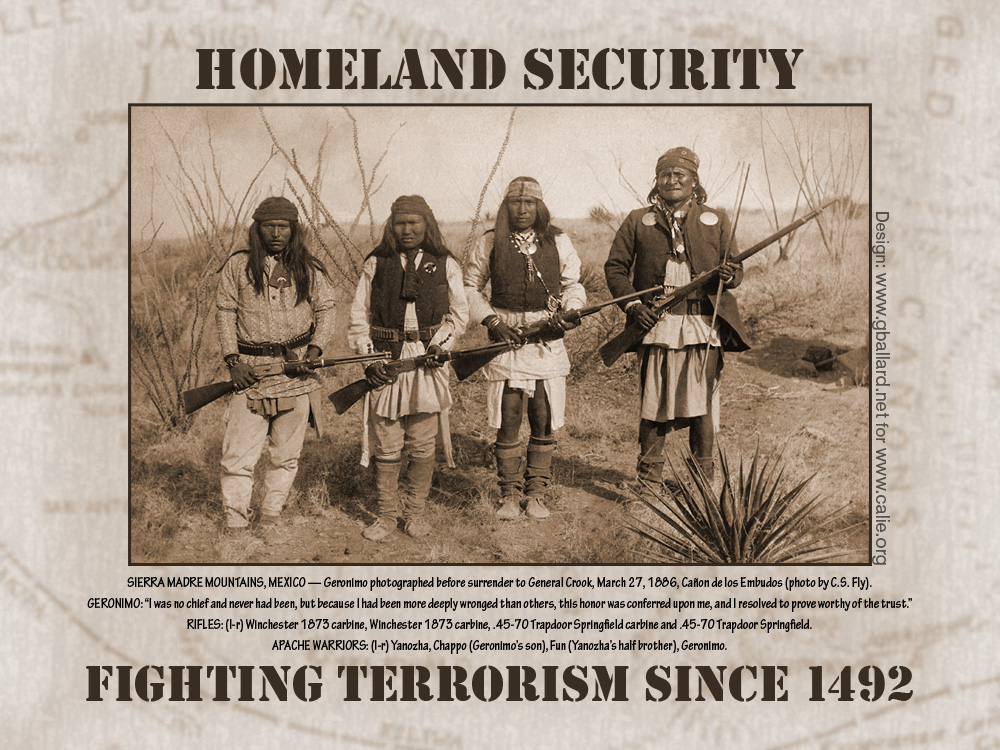 HOMELAND SECURITY
Design: www.gballard.net for www.calie.org
SIERRA MADRE MOUNTAINS, MEXICO — Geronimo photographed before surrender to General Crook, March 27, 1886, Cañon de los Embudos (photo by C.S. Fly).
GERONIMO: “I was no chief and never had been, but because I had been more deeply wronged than others, this honor was conferred upon me, and I resolved to prove worthy of the trust.”
RIFLES: (l-r) Winchester 1873 carbine, Winchester 1873 carbine, .45-70 Trapdoor Springfield carbine and .45-70 Trapdoor Springfield.
APACHE WARRIORS: (l-r) Yanozha, Chappo (Geronimo's son), Fun (Yanozha's half brother), Geronimo.
FIGHTING TERRORISM SINCE 1492